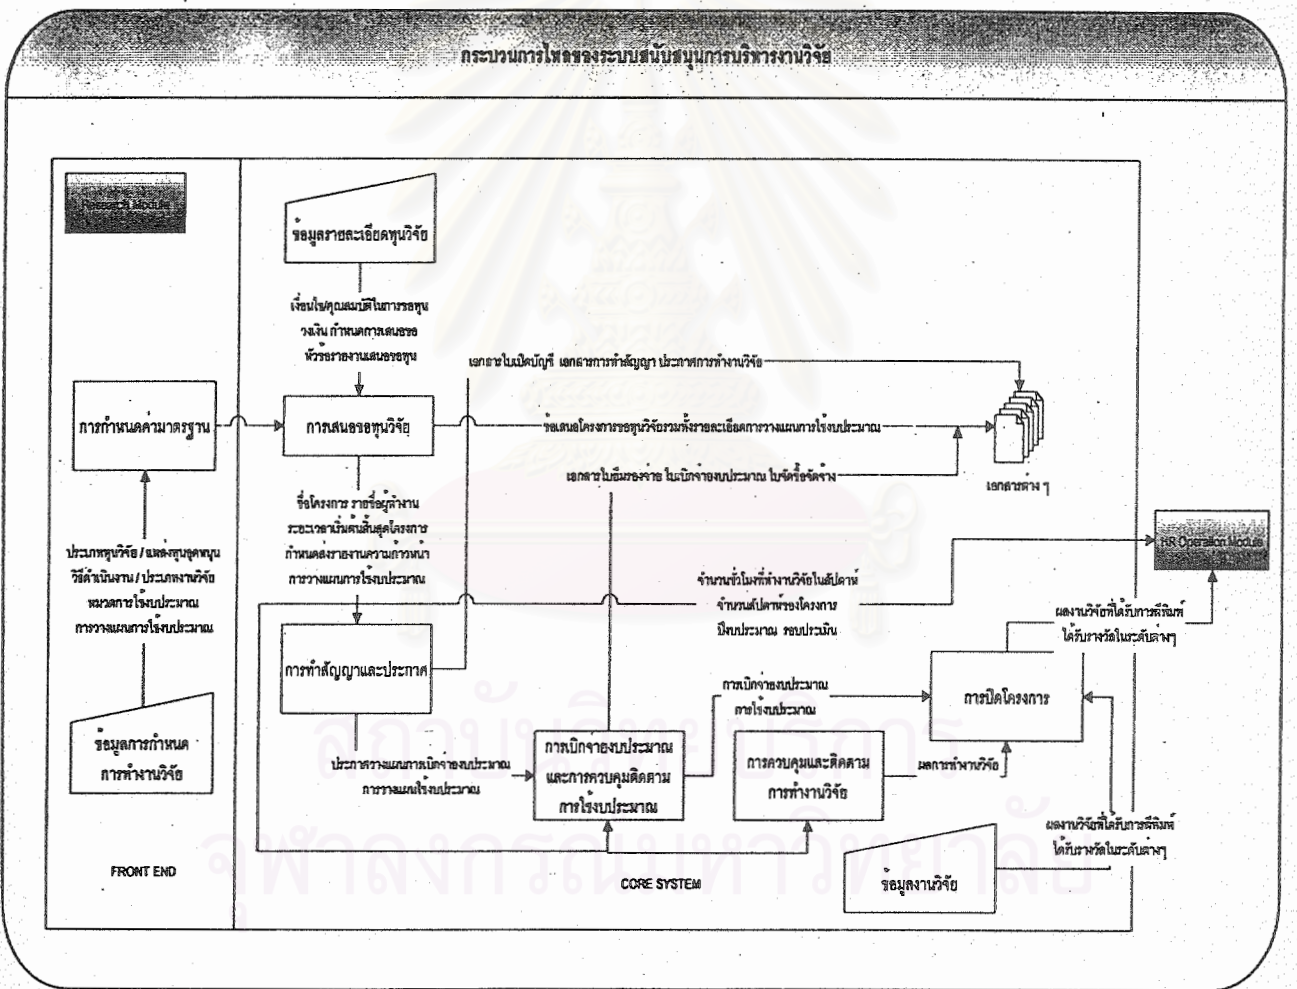 กระบวนการไหลของระบบสนับสนุนการบริหารงานวิจัย
Research Module
ข้อมูลรายละเอียดทุนวิจัย
เงื่อนไข/คุณสมบัติในการขอทุน
วงเงิน กำหนดการเสนอขอ
หัวข้อรายงานเสนอขอทุน
เอกสารใบเปิดบัญชี เอกสารการทำสัญญา ประกาศการทำงานวิจัย
การกำหนดค่ามาตรฐาน
การเสนอขอทุนวิจัย
ข้อเสนอโครงการขอทุนวิจัยรวมทั้งรายละเอียดการวางแผนการใช้งบประมาณ
เอกสารใบยืมรองจ่าย ใบเบิกจ่ายงบประมาณ ใบจัดซื้อจัดจ้าง
เอกสารต่าง ๆ
ชื่อโครงการ รายชื่อผู้ทำงาน
ระยะเวลาเริ่มต้นสิ้นสุดโครงการ
กำหนดส่งรายงานความก้าวหน้า
การวางแผนการใช้งบประมาณ
ประเภททุนวิจัย / แหล่งทุนอุดหนุน
วิธีดำเนินงาน / ประเภทงานวิจัย
หมวดการใช้งบประมาณ
การวางแผนการใช้งบประมาณ
HR Operation Module
จำนวนชั่วโมงที่ทำงานวิจัยในสัปดาห์
จำนวนสัปดาห์ของโครงการ
ปีงบประมาณ รอบประเมิน
ผลงานวิจัยที่ได้รับการตีพิมพ์
ได้รับรางวัลในระดับต่างๆ
การทำสัญญาและประกาศ
การเบิกจ่ายงบประมาณ
การใช้งบประมาณ
การปิดโครงการ
ข้อมูลการกำหนด
การทำงานวิจัย
ประกาศวางแผนการเบิกจ่ายงบประมาณ
การวางแผนใช้งบประมาณ
การเบิกจ่ายงบประมาณ
และการควบคุมติดตาม
การใช้งบประมาณ
การควบคุมและติดตาม
การทำงานวิจัย
ผลการทำงานวิจัย
ผลงานวิจัยที่ได้รับการตีพิมพ์
ได้รับรางวัลในระดับต่างๆ
ข้อมูลงานวิจัย
FRONT END
CORE SYSTEM
สถาบันวิทยบริการ
จุฬาลงกรณ์มหาวิทยาลัย